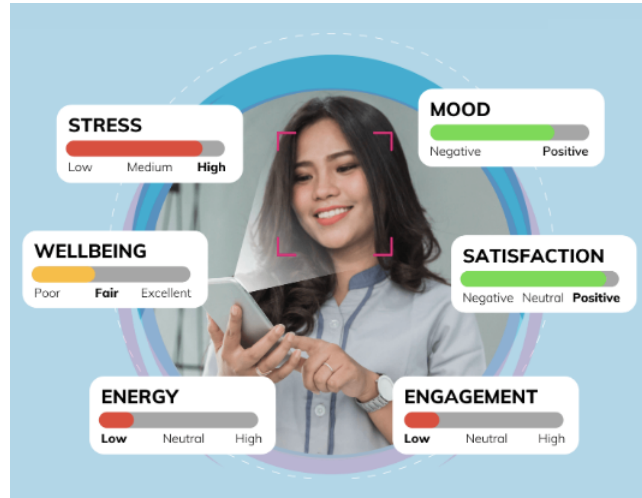 STRESS
Low Medium High
MOOD
Negative Positive
WELLBEING
Poor Fair Excellent
SATISFACTION
Negative Neutral Positive
ENERGY
Low Neutral High
ENGAGEMENT
Low Neutral High